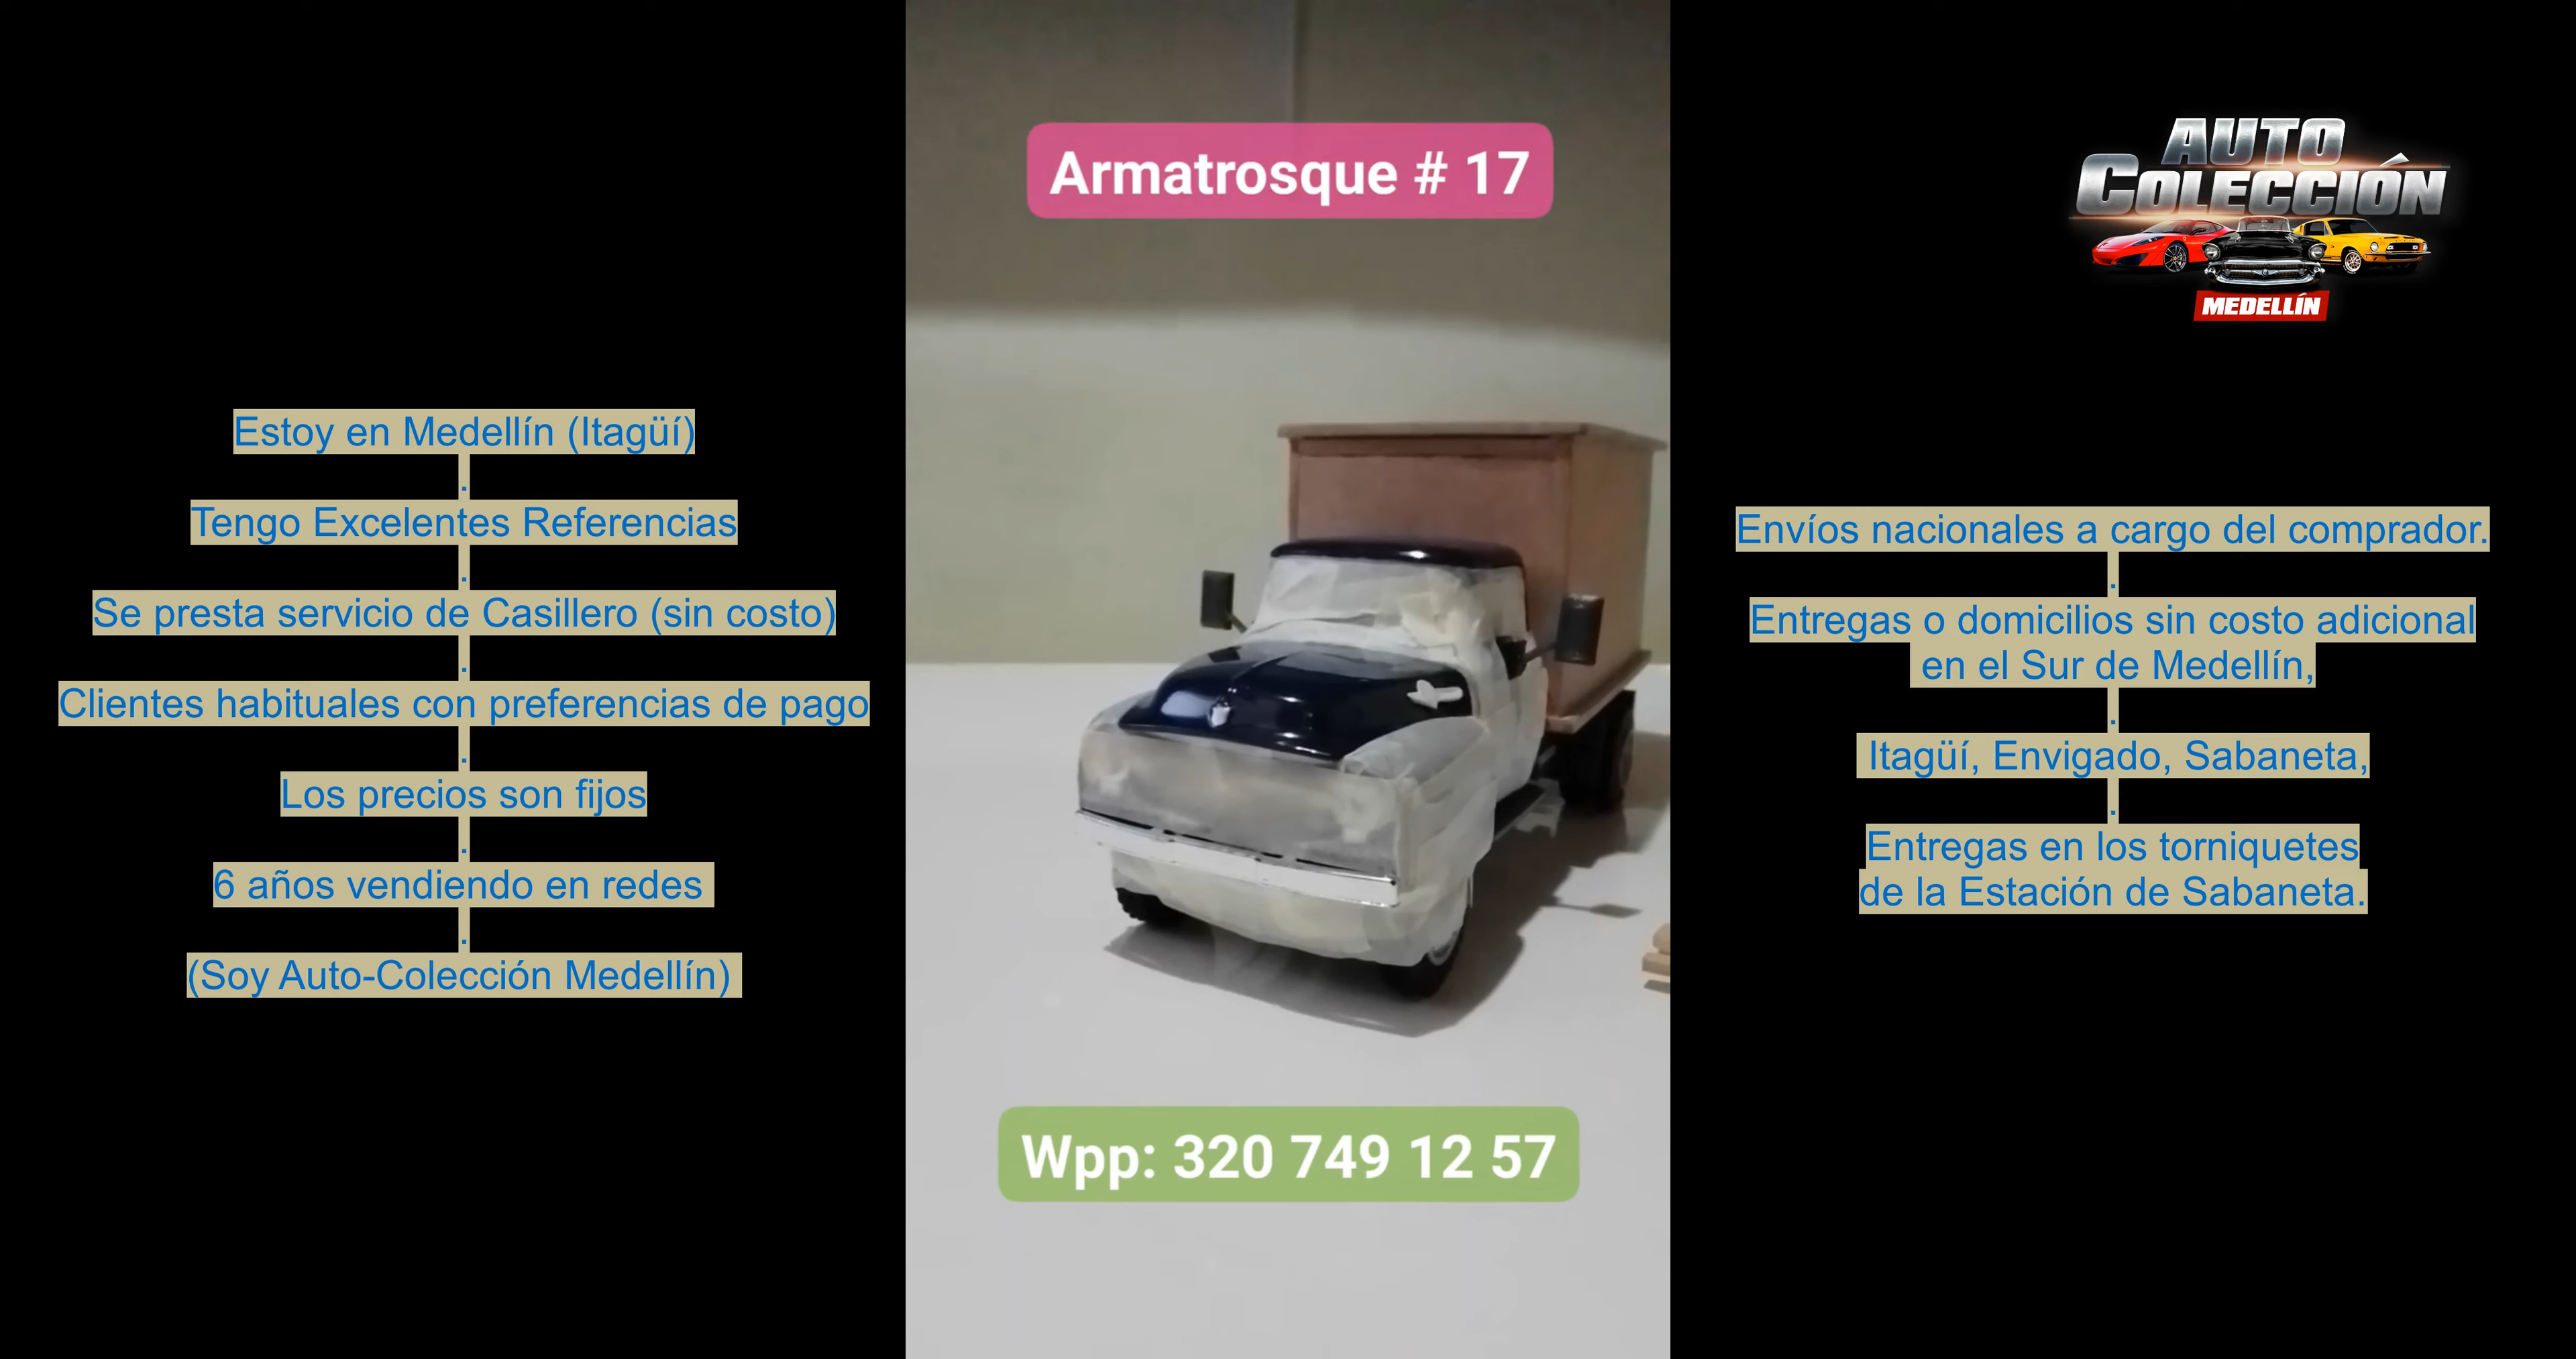 Estoy en Medellín (Itagüí)
.
Tengo Excelentes Referencias
.
Se presta servicio de Casillero (sin costo)
.
Clientes habituales con preferencias de pago
.
Los precios son fijos
.
6 años vendiendo en redes
.
(Soy Auto-Colección Medellín)
Armatrosque # 17
Wpp: 320 749 12 57
AUTO
COLECCIÓN
MEDELLÍN
Envíos nacionales a cargo del comprador.
.
Entregas o domicilios sin costo adicional
en el Sur de Medellín,
.
Itagüí, Envigado, Sabaneta,
.
Entregas en los torniquetes
de la Estación de Sabaneta.